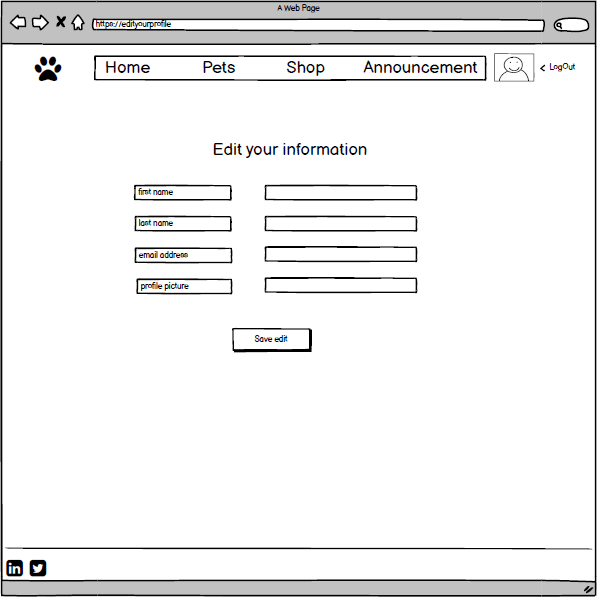 A Web Page
https://edityourprofile
Home Pets Shop Announcement
< LogOut
Edit your information
first name
last name
email address
profile picture
Save edit
in